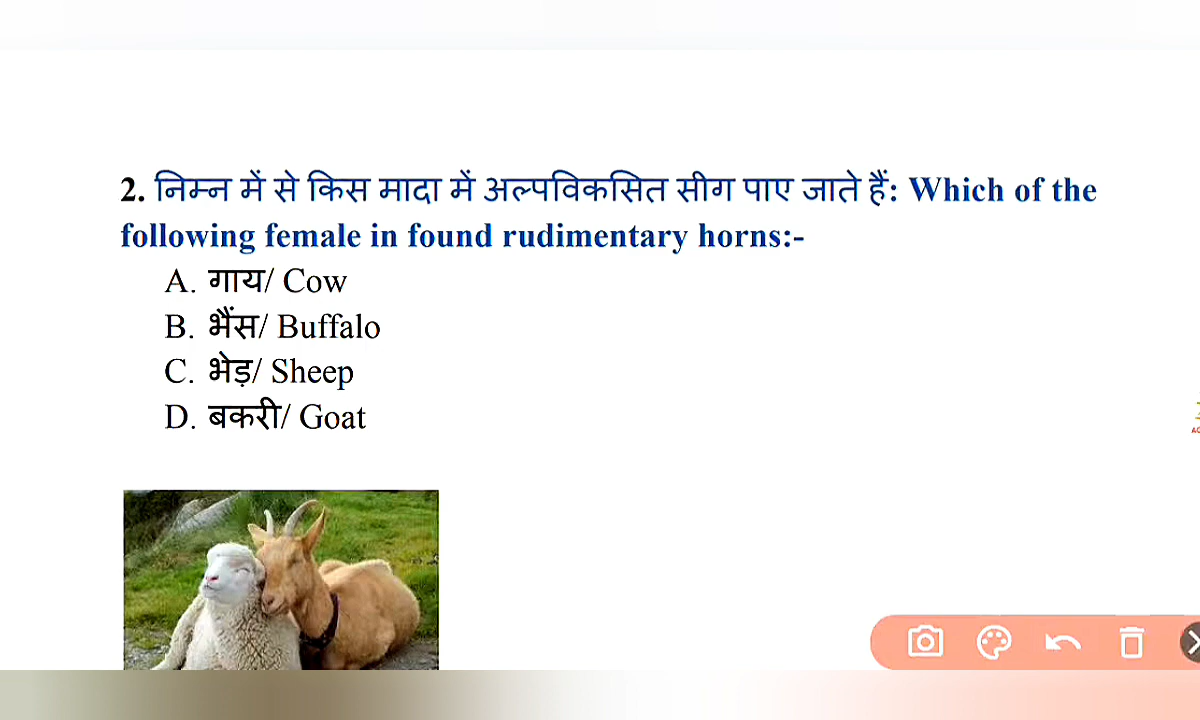 2. निम्न में से किस मादा में अल्पविकसित सीग पाए जाते हैं: Which of the
following female in found rudimentary horns:-
A. गाय/ Cow
B. भैंस/ Buffalo
C. भेड़/ Sheep
D. बकरी/ Goat